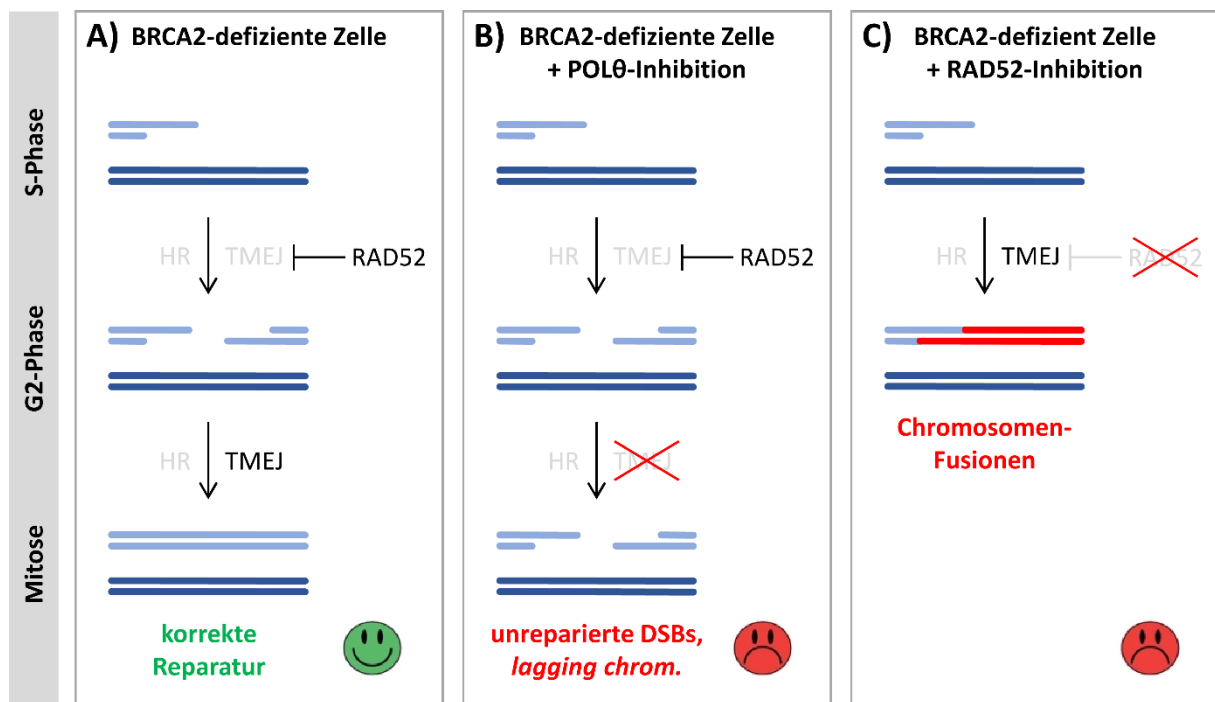 A) BRCA2-defiziente Zelle
B) BRCA2-defiziente Zelle
+ POLθ-Inhibition
C) BRCA2-defizient Zelle
+ RAD52-Inhibition
S-Phase
HR TMEJ RAD52
HR TMEJ RAD52
HR TMEJ RAD52
G2-Phase
Chromosomen-
Fusionen
HR TMEJ
HR TMEJ
Mitose
korrekte
Reparatur
unreparierte DSBs,
lagging chrom.